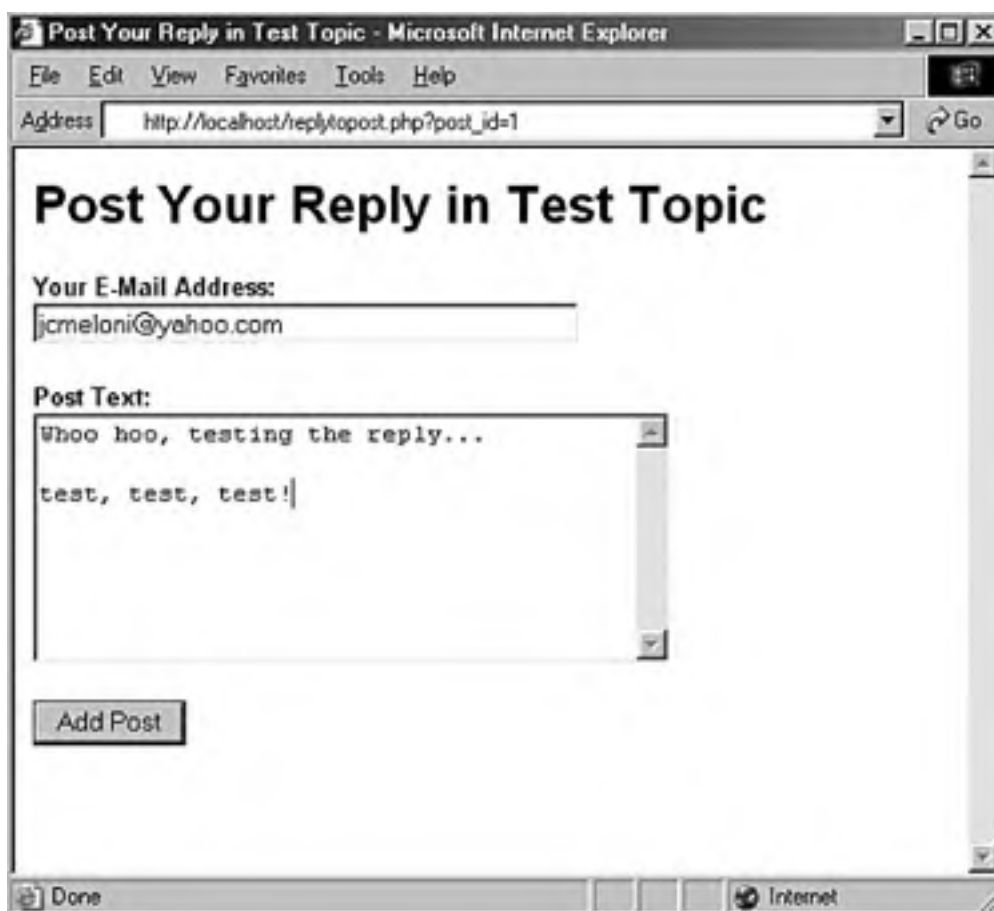 Post Your Reply in Test Topic - Microsoft Internet Explorer
File Edit View Favorites Tools Help
Address http://localhost/replytopost.php?post_id=1 Go
Post Your Reply in Test Topic
Your E-Mail Address:
jcmeloni@yahoo.com
Post Text:
Whoo hoo, testing the reply...
test, test, test!
Add Post
Done Internet